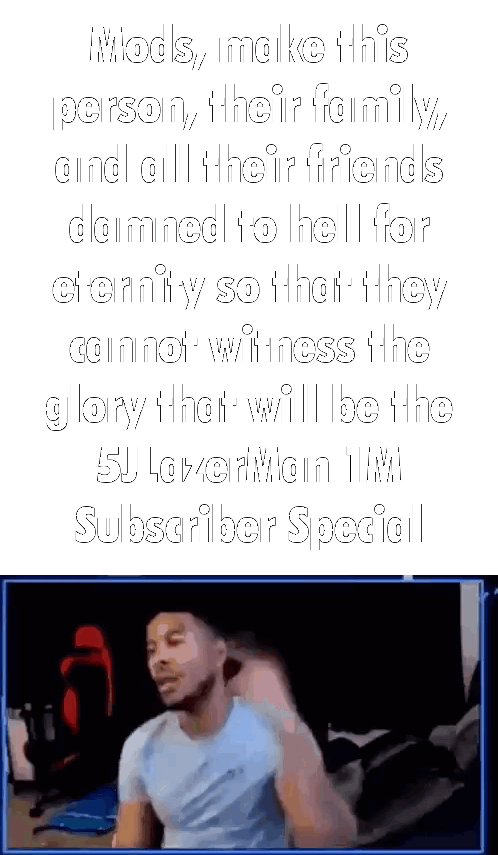 Mods, make this
person, their family,
and all their friends
damned to hell for
eternity so that they
cannot witness the
glory that will be the
5J LazerMan 1M
Subscriber Special